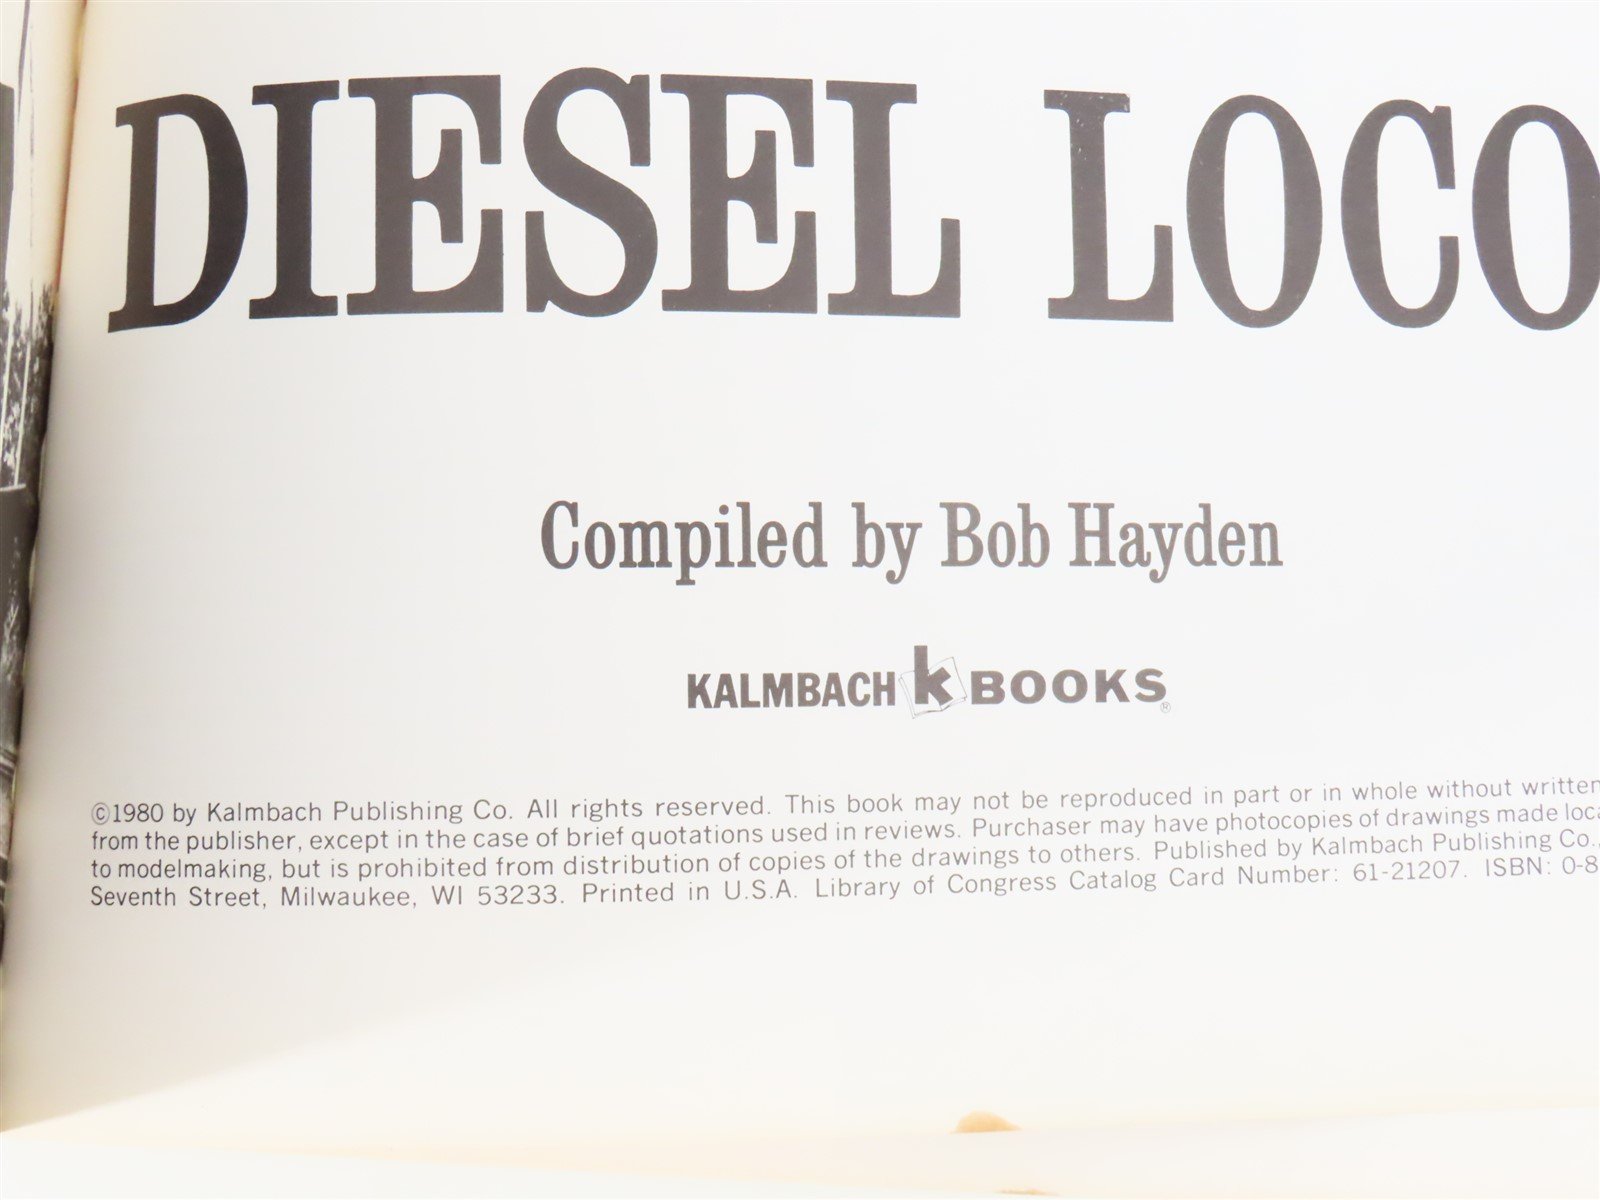 DIESEL LOCO
Compiled by Bob Hayden
KALMBACH k BOOKS®
©1980 by Kalmbach Publishing Co. All rights reserved. This book may not be reproduced in part or in whole without written
from the publisher, except in the case of brief quotations used in reviews. Purchaser may have photocopies of drawings made loca
to modelmaking, but is prohibited from distribution of copies of the drawings to others. Published by Kalmbach Publishing Co.,
Seventh Street, Milwaukee, WI 53233. Printed in U.S.A. Library of Congress Catalog Card Number: 61-21207. ISBN: 0-8